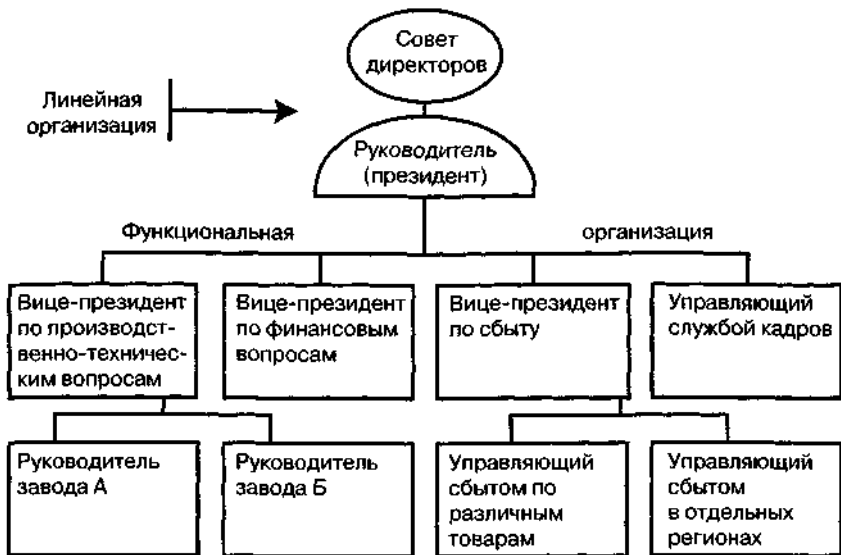 Совет
директоров
Линейная
организация
Руководитель
(президент)
Функциональная организация
Вице-президент
по производст-
венно-техничес-
ким вопросам
Вице-президент
по финансовым
вопросам
Вице-президент
по сбыту
Управляющий
службой кадров
Руководитель
завода А
Руководитель
завода Б
Управляющий
сбытом по
различным
товарам
Управляющий
сбытом
в отдельных
регионах